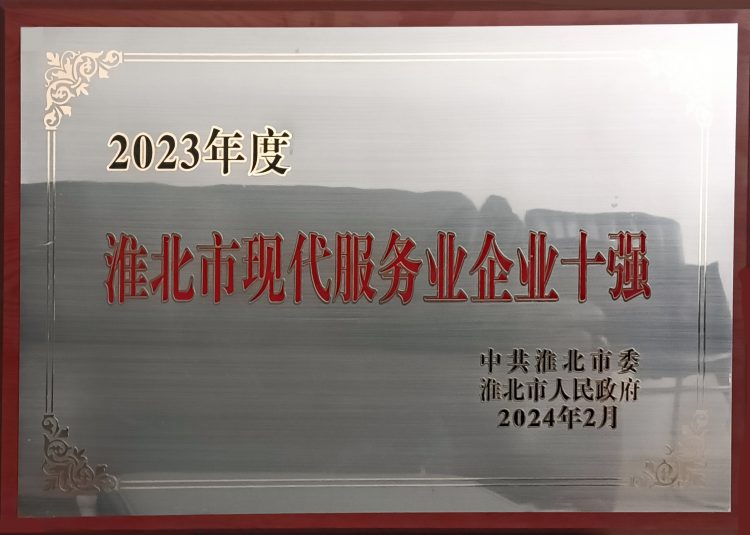 2023年度
淮北市现代服务业企业十强
中共淮北市委
淮北市人民政府
2024年2月